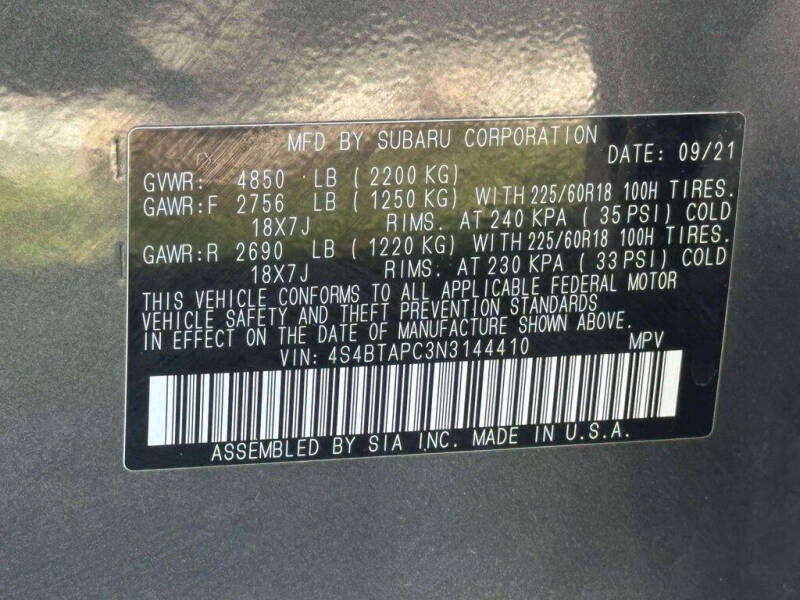 MFD BY SUBARU CORPORATION
DATE: 09/21
GVWR: 4850 LB ( 2200 KG)
GAWR:F 2756 LB ( 1250 KG) WITH 225/60R18 100H TIRES.
18X7J RIMS. AT 240 KPA ( 35 PSI) COLD
GAWR:R 2690 LB ( 1220 KG) WITH 225/60R18 100H TIRES.
18X7J RIMS. AT 230 KPA ( 33 PSI) COLD
THIS VEHICLE CONFORMS TO ALL APPLICABLE FEDERAL MOTOR
VEHICLE SAFETY AND THEFT PREVENTION STANDARDS
IN EFFECT ON THE DATE OF MANUFACTURE SHOWN ABOVE.
VIN: 4S4BTAPC3N3144410 MPV
ASSEMBLED BY SIA INC. MADE IN U.S.A.